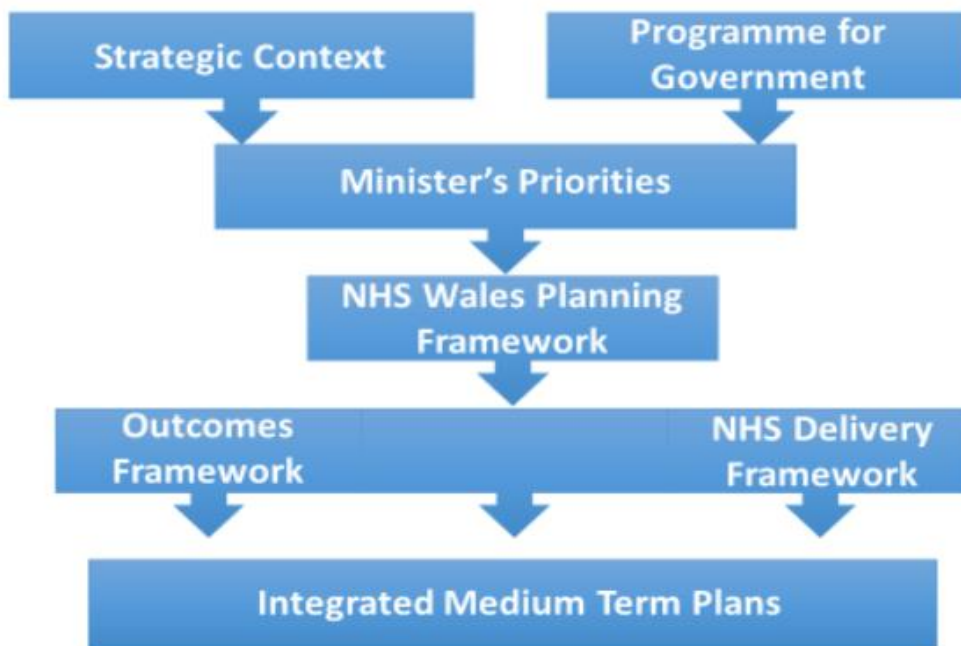 Strategic Context
Programme for
Government
Minister’s Priorities
NHS Wales Planning
Framework
Outcomes
Framework
NHS Delivery
Framework
Integrated Medium Term Plans